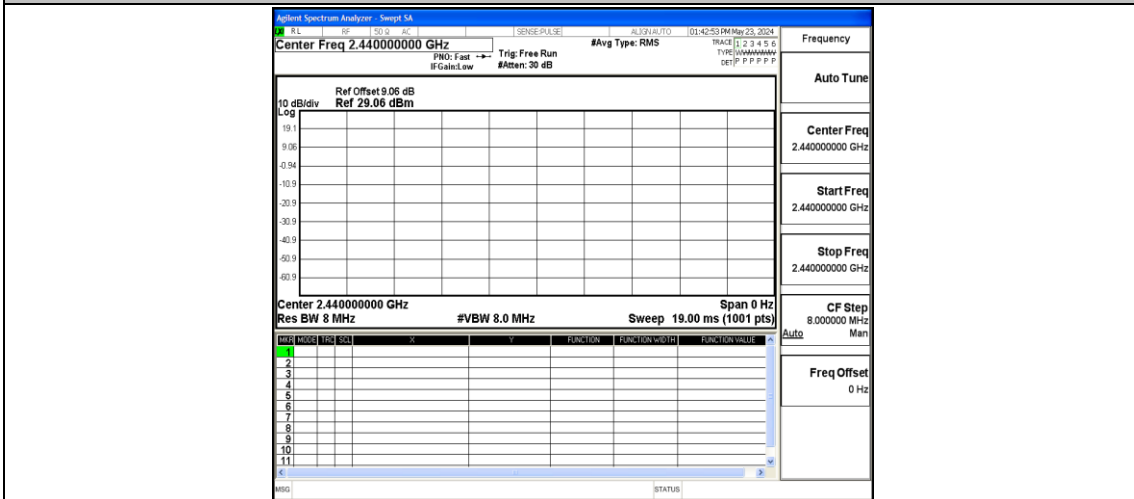 Agilent Spectrum Analyzer - Swept SA
RL RF 50 Ω AC SENSE:PULSE ALIGN AUTO 01:42:53 PM May 23, 2024
Center Freq 2.440000000 GHz
PNO: Fast
IFGain:Low
Trig: Free Run
#Atten: 30 dB
#Avg Type: RMS
TRACE 1 2 3 4 5 6
TYPE WWWWWW
DET P P P P P P
Frequency
Auto Tune
Ref Offset 9.06 dB
10 dB/div Ref 29.06 dBm
Log
19.1
9.06
-0.94
-10.9
-20.9
-30.9
-40.9
-50.9
-60.9
Center 2.440000000 GHz Span 0 Hz
Res BW 8 MHz #VBW 8.0 MHz Sweep 19.00 ms (1001 pts)
Center Freq
2.440000000 GHz
Start Freq
2.440000000 GHz
Stop Freq
2.440000000 GHz
CF Step
8.000000 MHz
Auto Man
Freq Offset
0 Hz
MKR MODE TRC SCL X Y FUNCTION FUNCTION WIDTH FUNCTION VALUE
1
2
3
4
5
6
7
8
9
10
11
MSG STATUS